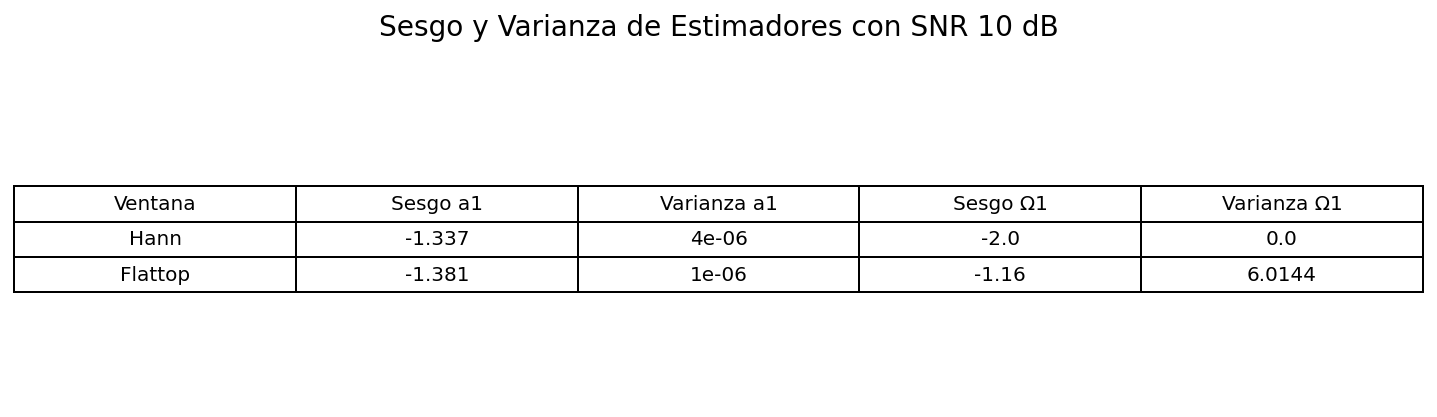 Sesgo y Varianza de Estimadores con SNR 10 dB
Ventana Sesgo a1 Varianza a1 Sesgo Ω1 Varianza Ω1
Hann -1.337 4e-06 -2.0 0.0
Flattop -1.381 1e-06 -1.16 6.0144